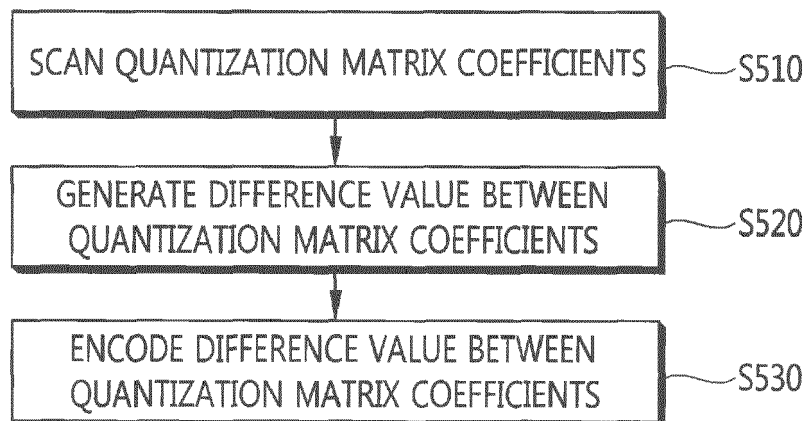 SCAN QUANTIZATION MATRIX COEFFICIENTS
S510
GENERATE DIFFERENCE VALUE BETWEEN
QUANTIZATION MATRIX COEFFICIENTS
S520
ENCODE DIFFERENCE VALUE BETWEEN
QUANTIZATION MATRIX COEFFICIENTS
S530